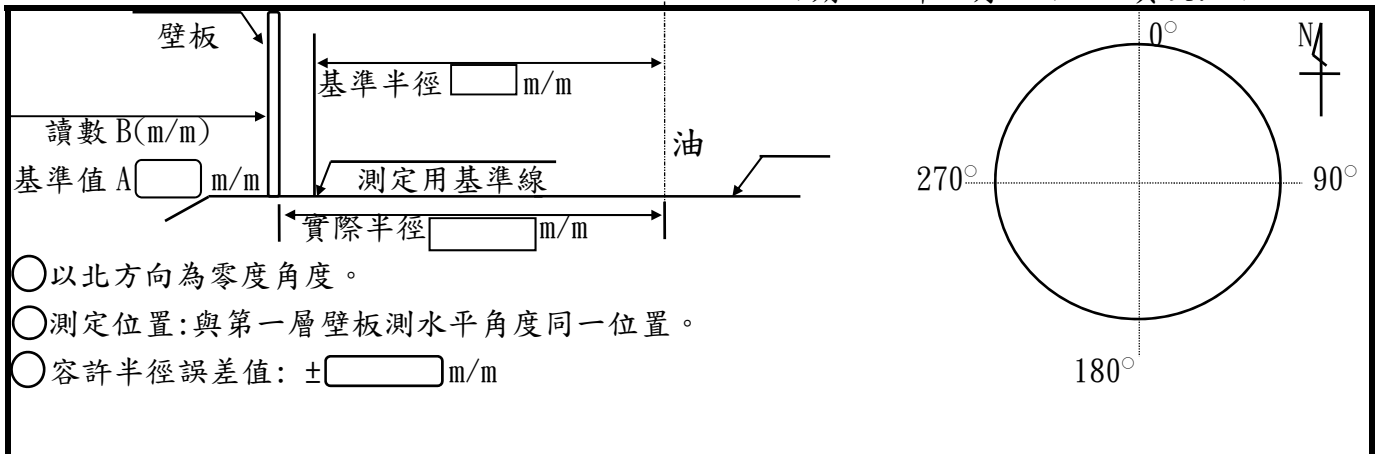 壁板
0°
N
基準半徑 m/m
讀數 B(m/m)
油
基準值 A m/m
測定用基準線
270°
90°
實際半徑 m/m
○以北方向為零度角度。
○測定位置:與第一層壁板測水平角度同一位置。
○容許半徑誤差值: ± m/m
180°